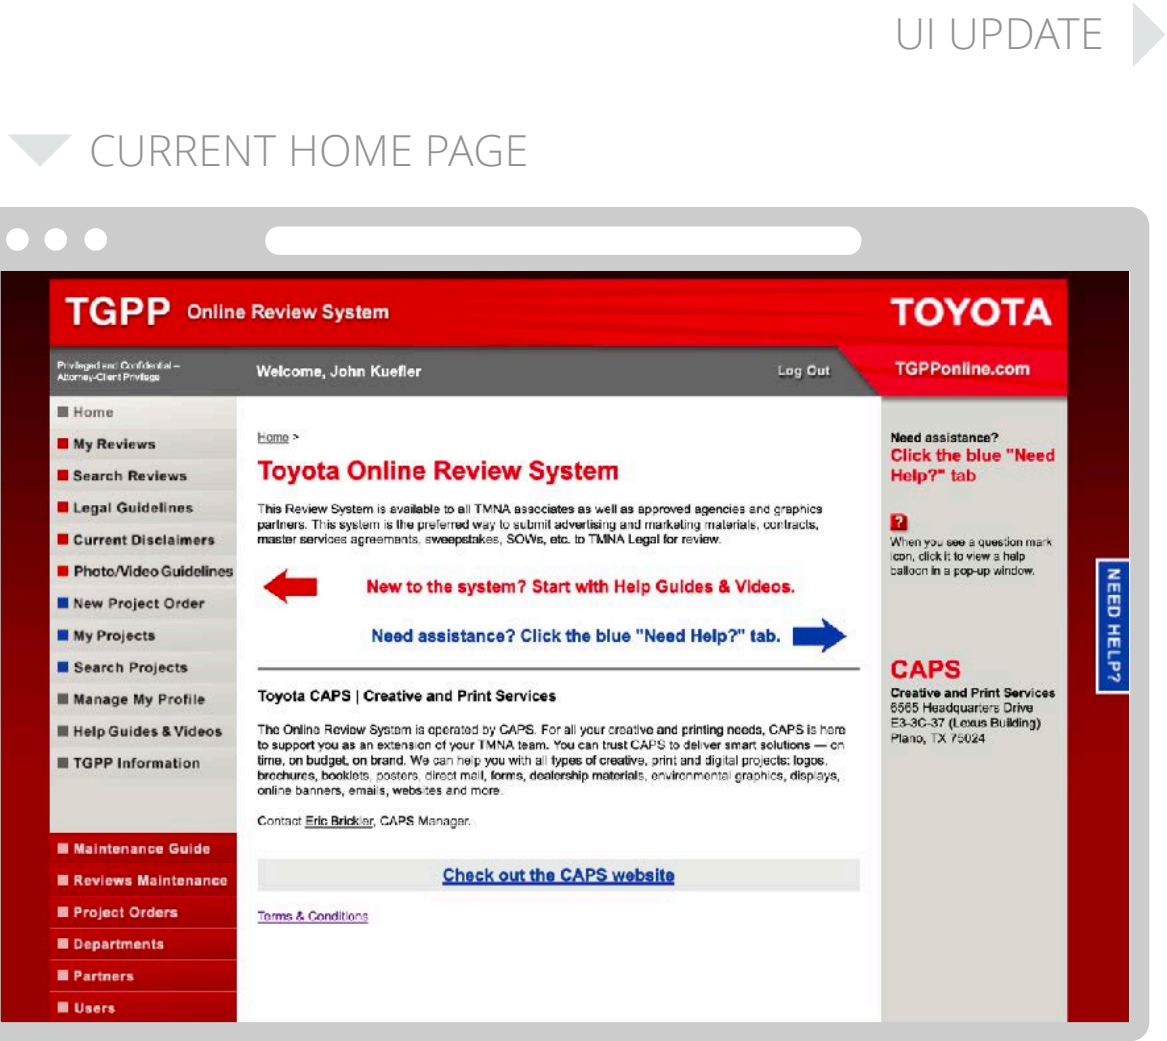 UI UPDATE
CURRENT HOME PAGE
TGPP Online Review System
TOYOTA
Privileged and Confidential –
Attorney-Client Privilege
Welcome, John Kuefler
Log Out
TGPPonline.com
Home
My Reviews
Search Reviews
Legal Guidelines
Current Disclaimers
Photo/Video Guidelines
New Project Order
My Projects
Search Projects
Manage My Profile
Help Guides & Videos
TGPP Information
Maintenance Guide
Reviews Maintenance
Project Orders
Departments
Partners
Users
Home >
Toyota Online Review System
This Review System is available to all TMNA associates as well as approved agencies and graphics
partners. This system is the preferred way to submit advertising and marketing materials, contracts,
master services agreements, sweepstakes, SOWs, etc. to TMNA Legal for review.
New to the system? Start with Help Guides & Videos.
Need assistance? Click the blue "Need Help?" tab.
Toyota CAPS | Creative and Print Services
The Online Review System is operated by CAPS. For all your creative and printing needs, CAPS is here
to support you as an extension of your TMNA team. You can trust CAPS to deliver smart solutions — on
time, on budget, on brand. We can help you with all types of creative, print and digital projects: logos,
brochures, booklets, posters, direct mail, forms, dealership materials, environmental graphics, displays,
online banners, emails, websites and more.
Contact Eric Brickler, CAPS Manager.
Check out the CAPS website
Terms & Conditions
Need assistance?
Click the blue "Need
Help?" tab
?
When you see a question mark
icon, click it to view a help
balloon in a pop-up window.
CAPS
Creative and Print Services
6565 Headquarters Drive
E3-3C-37 (Lexus Building)
Plano, TX 75024
NEED HELP?